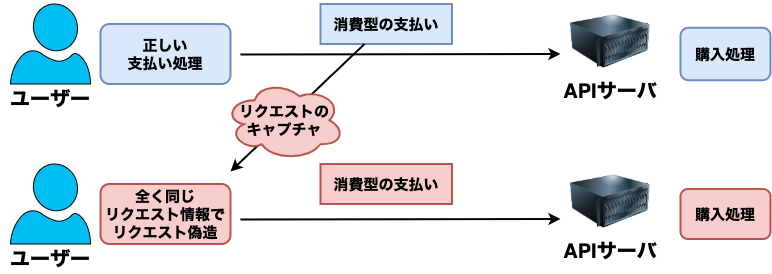 正しい
支払い処理
消費型の支払い
購入処理
ユーザー
APIサーバ
リクエストの
キャプチャ
全く同じ
リクエスト情報で
リクエスト偽造
消費型の支払い
購入処理
ユーザー
APIサーバ